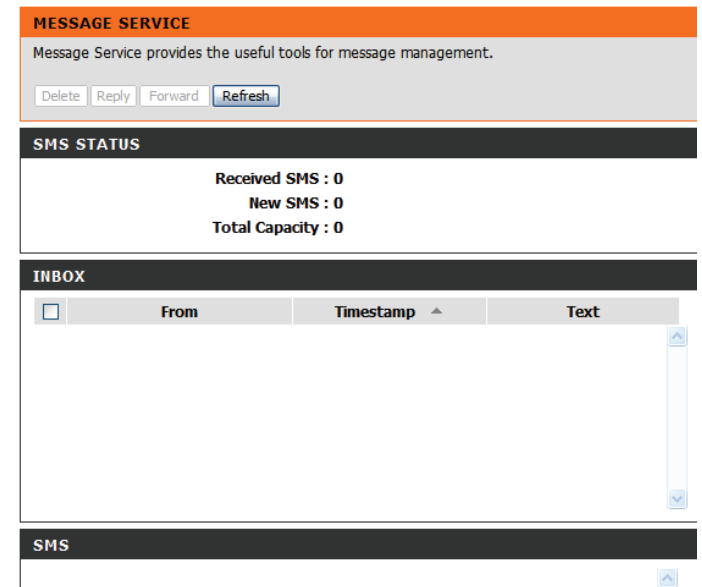 MESSAGE SERVICE
Message Service provides the useful tools for message management.
Delete Reply Forward Refresh
SMS STATUS
Received SMS : 0
New SMS : 0
Total Capacity : 0
INBOX
From Timestamp Text
SMS